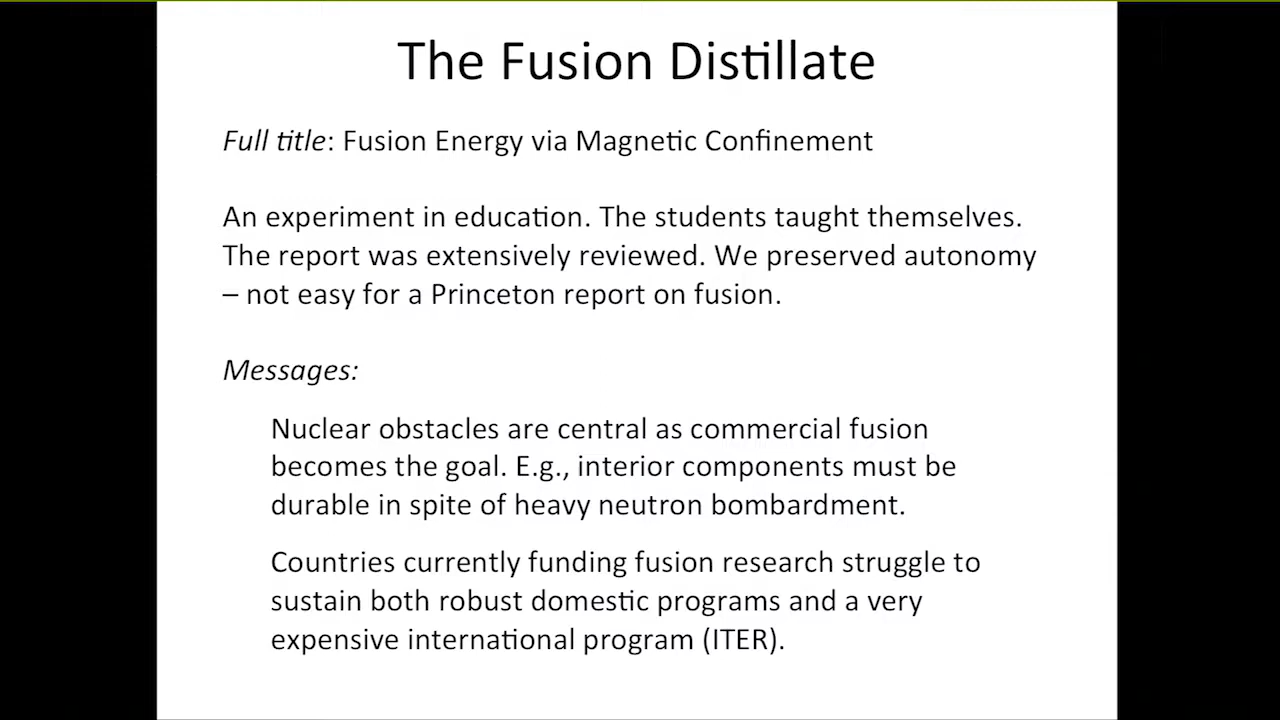 The Fusion Distillate
Full title: Fusion Energy via Magnetic Confinement
An experiment in education. The students taught themselves.
The report was extensively reviewed. We preserved autonomy
– not easy for a Princeton report on fusion.
Messages:
Nuclear obstacles are central as commercial fusion
becomes the goal. E.g., interior components must be
durable in spite of heavy neutron bombardment.
Countries currently funding fusion research struggle to
sustain both robust domestic programs and a very
expensive international program (ITER).